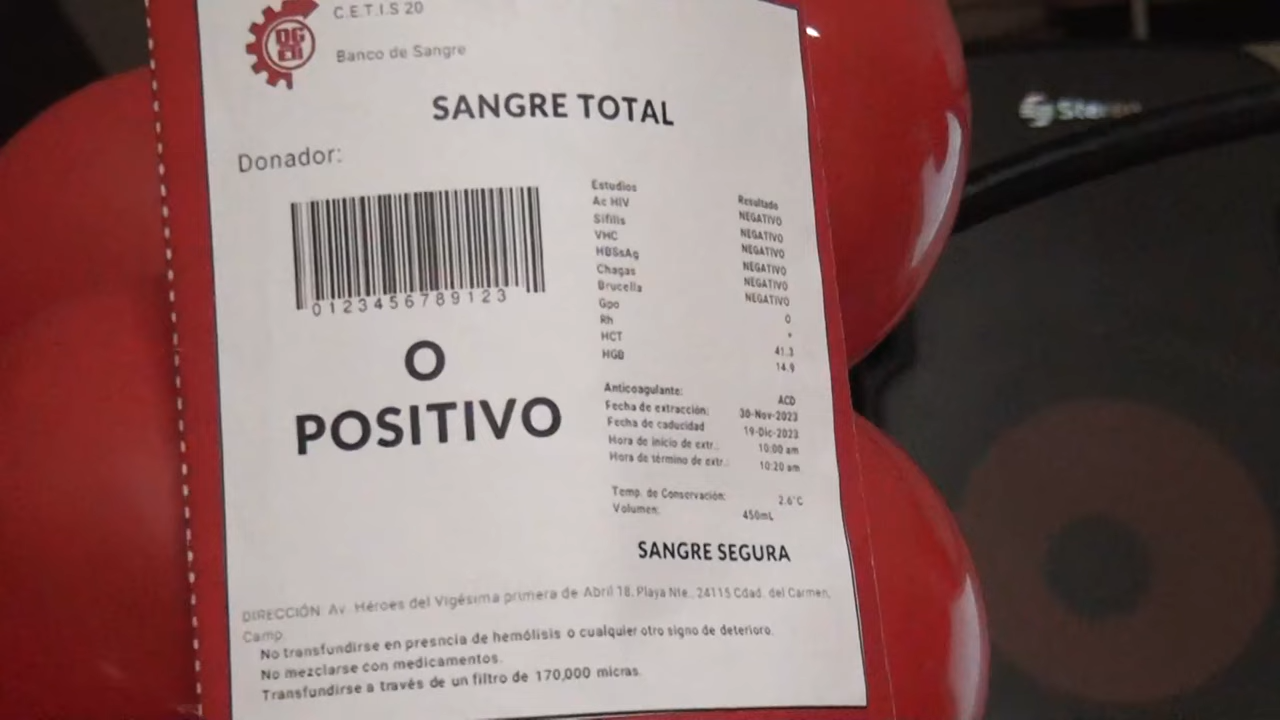 C.E.T.I.S 20
Banco de Sangre
SANGRE TOTAL
Donador:
0123456789123
O
POSITIVO
Estudios Resultado
Ac HIV NEGATIVO
Sifilis NEGATIVO
VHC NEGATIVO
HBSsAg NEGATIVO
Chagas NEGATIVO
Brucella NEGATIVO
Gpo O
Rh +
HCT 41.3
HGB 14.9
Anticoagulante: ACD
Fecha de extracción: 30-Nov-2023
Fecha de caducidad 19-Dic-2023
Hora de inicio de extr.: 10:00 am
Hora de término de extr.: 10:20 am
Temp. de Conservación: 2.6°C
Volumen: 450mL
SANGRE SEGURA
DIRECCIÓN: Av. Héroes del Vigésima primera de Abril 18, Playa Nte., 24115 Cdad. del Carmen,
Camp.
No transfundirse en presncia de hemólisis o cualquier otro signo de deterioro.
No mezclarse con medicamentos.
Transfundirse a través de un filtro de 170,000 micras.